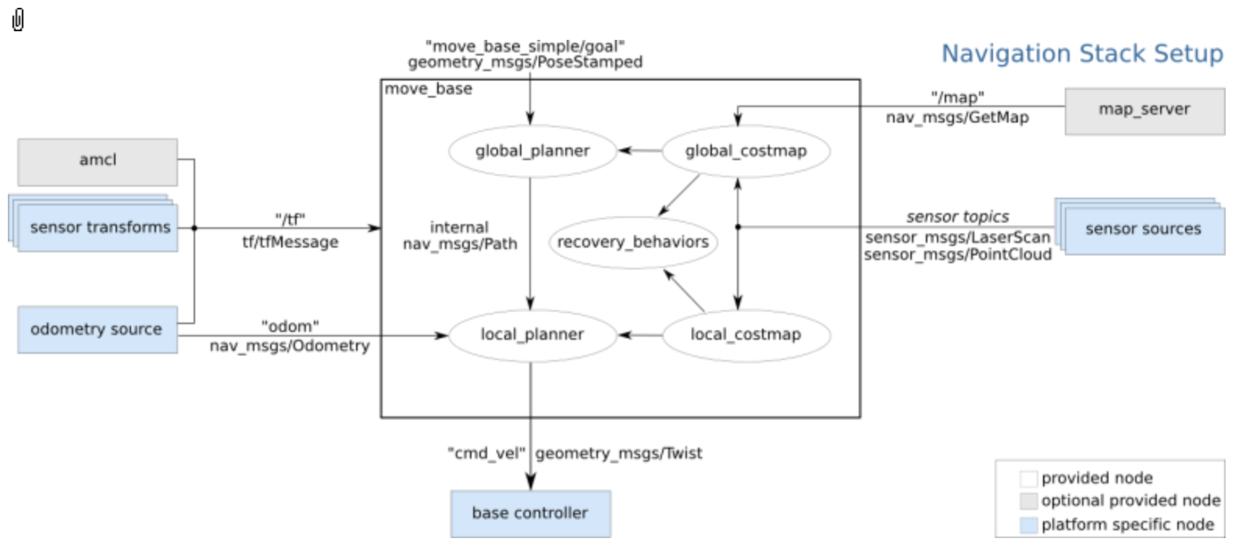 "move_base_simple/goal"
geometry_msgs/PoseStamped
Navigation Stack Setup
move_base
"/map"
nav_msgs/GetMap
map_server
amcl
global_planner
global_costmap
sensor transforms
"/tf"
tf/tfMessage
internal
nav_msgs/Path
recovery_behaviors
sensor topics
sensor_msgs/LaserScan
sensor_msgs/PointCloud
sensor sources
odometry source
"odom"
nav_msgs/Odometry
local_planner
local_costmap
"cmd_vel" geometry_msgs/Twist
base controller
provided node
optional provided node
platform specific node